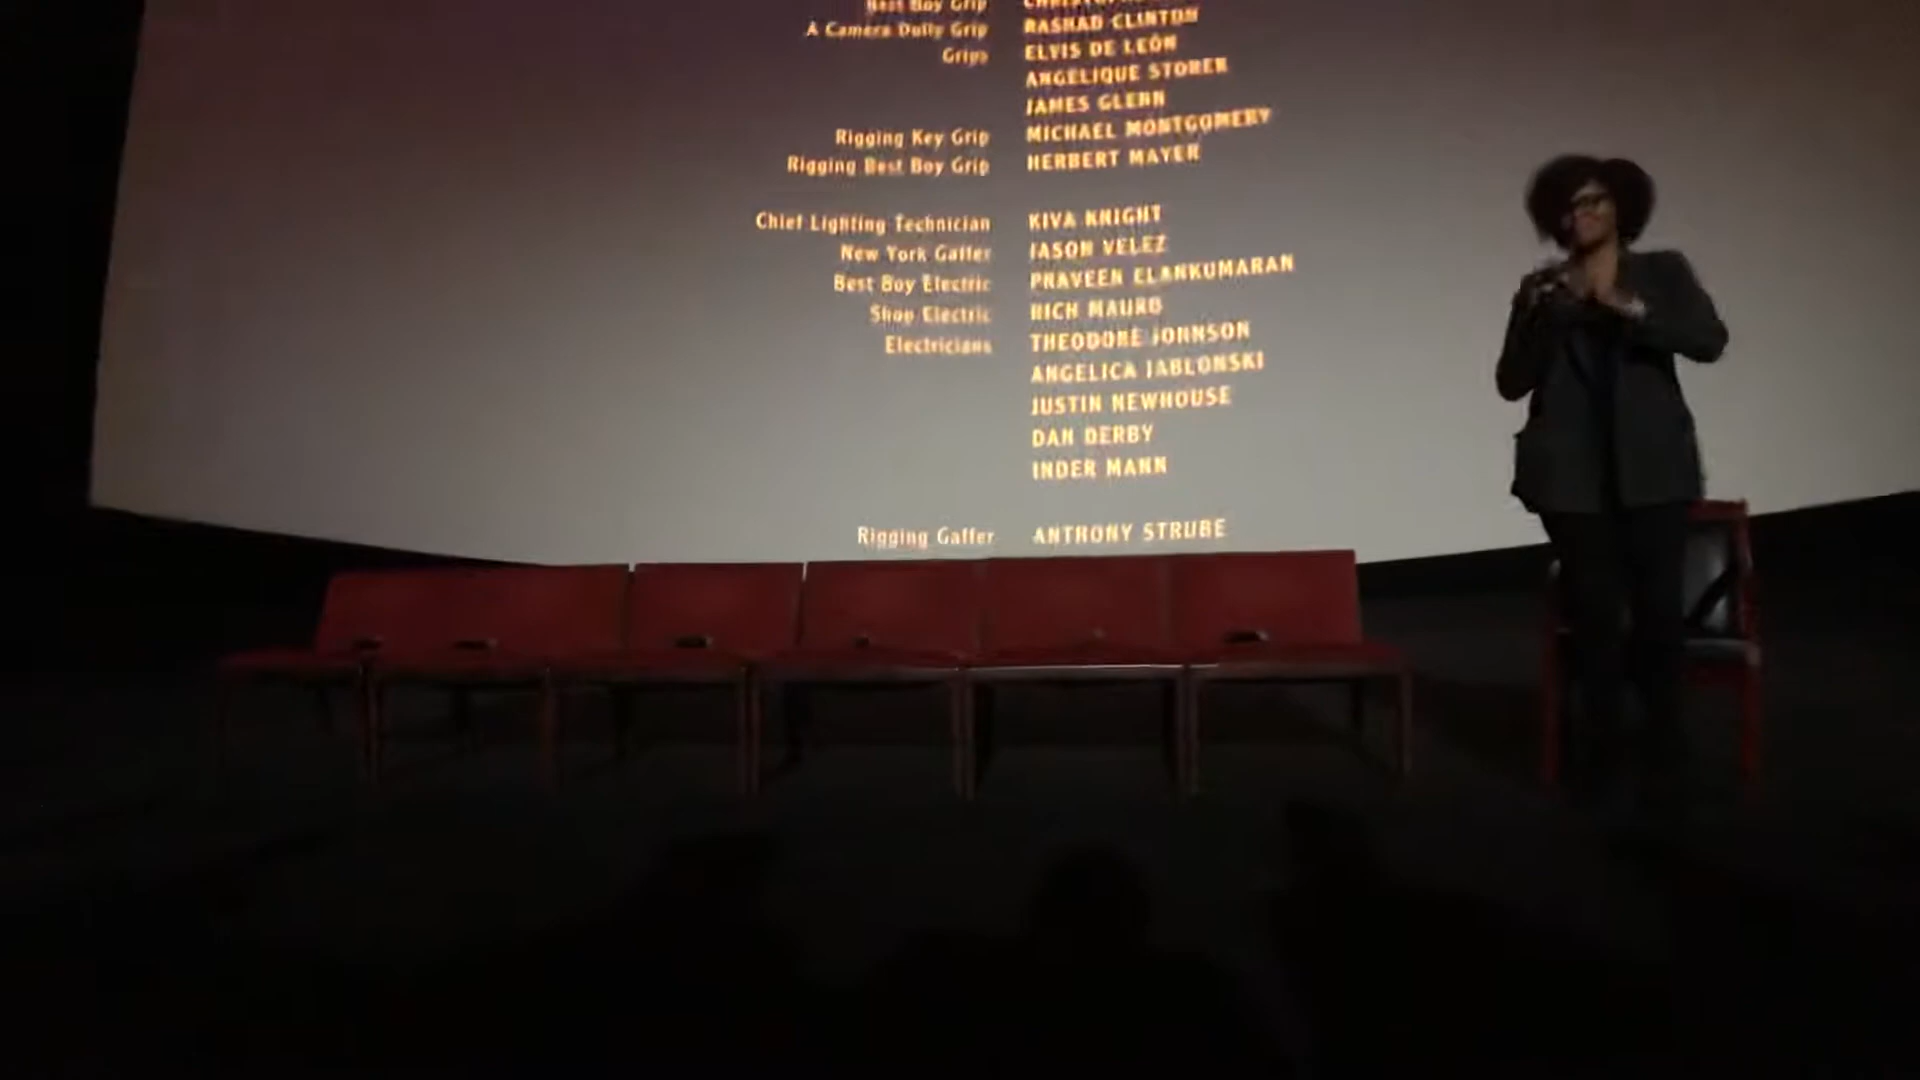 Best Boy Grip
A Camera Dolly Grip RASHAD CLINTON
Grips ELVIS DE LEÓN
ANGELIQUE STORER
JAMES GLENN
Rigging Key Grip MICHAEL MONTGOMERY
Rigging Best Boy Grip HERBERT MAYER
Chief Lighting Technician KIVA KNIGHT
New York Gaffer JASON VELEZ
Best Boy Electric PRAVEEN ELANKUMARAN
Shop Electric RICH MAURO
Electricians THEODORE JOHNSON
ANGELICA JABLONSKI
JUSTIN NEWHOUSE
DAN DERBY
INDER MANN
Rigging Gaffer ANTHONY STRUBE